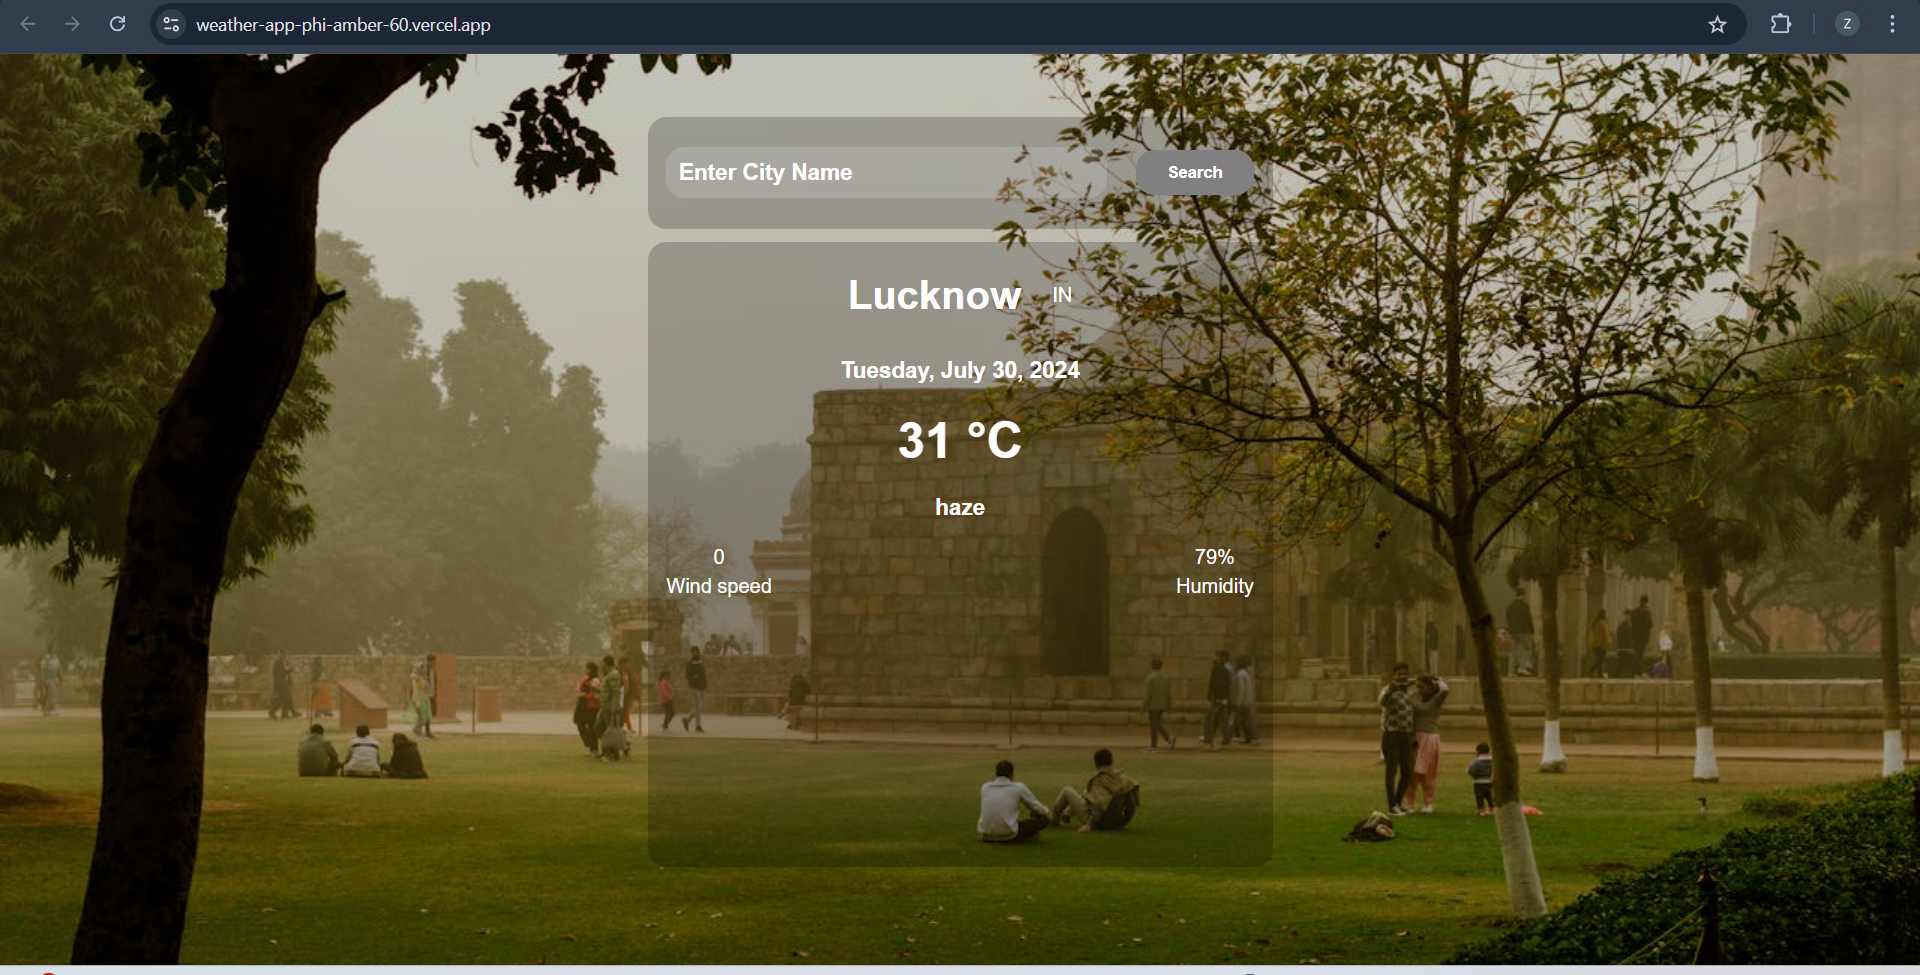 weather-app-phi-amber-60.vercel.app
Z
Enter City Name
Search
Lucknow IN
Tuesday, July 30, 2024
31 °C
haze
0
Wind speed
79%
Humidity